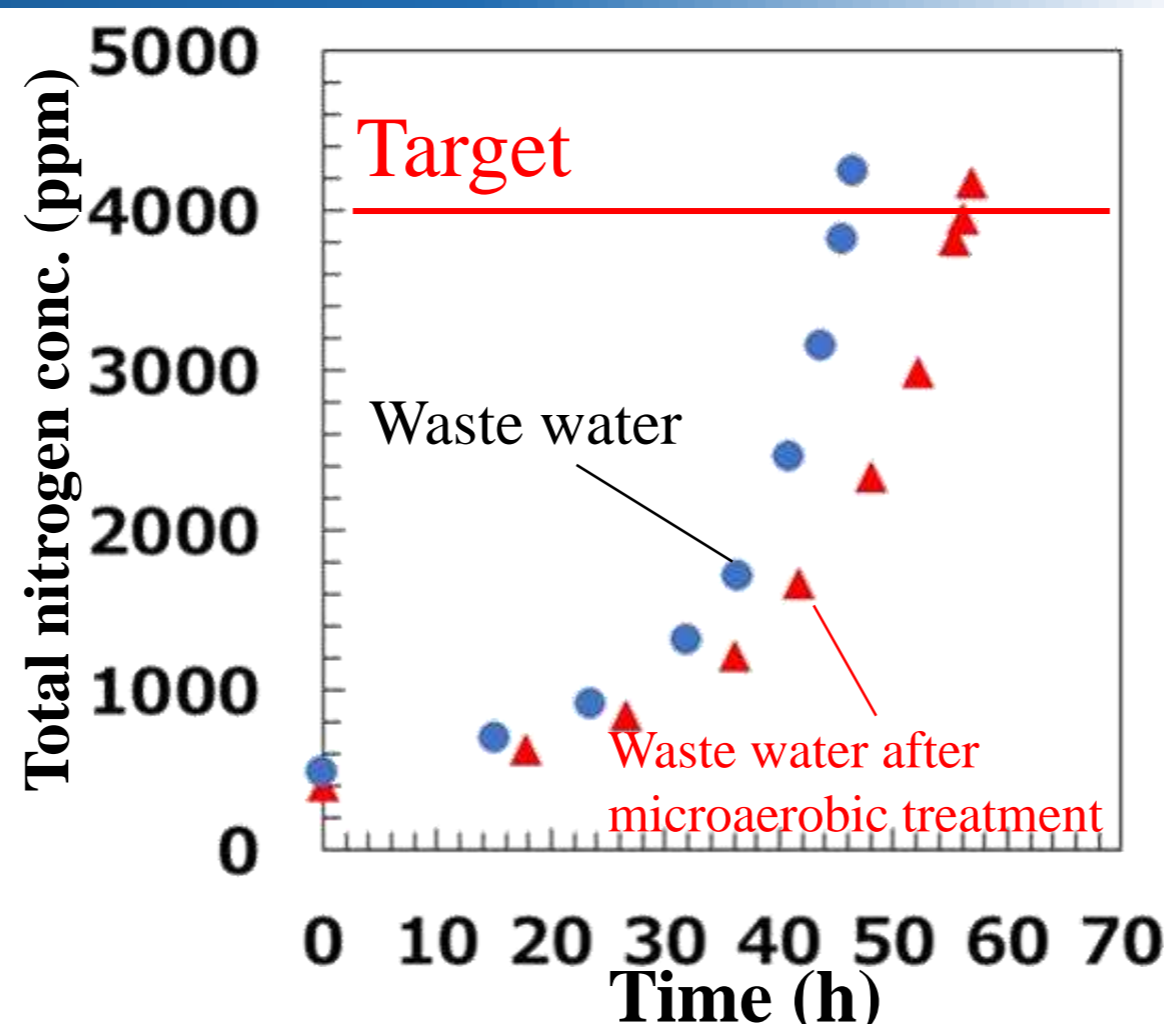 Total nitrogen conc. (ppm)
5000
4000
3000
2000
1000
0
Target
Waste water
Waste water after
microaerobic treatment
0 10 20 30 40 50 60 70
Time (h)